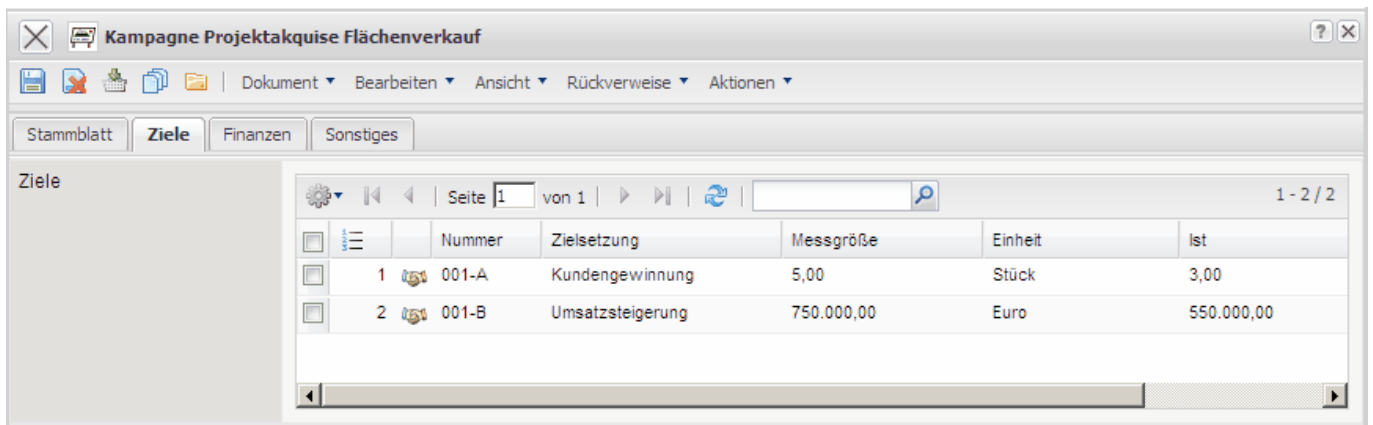 Kampagne Projektakquise Flächenverkauf ?
Dokument Bearbeiten Ansicht Rückverweise Aktionen
Stammblatt Ziele Finanzen Sonstiges
Ziele
Seite 1 von 1 1 - 2 / 2
Nummer Zielsetzung Messgröße Einheit Ist
1 001-A Kundengewinnung 5,00 Stück 3,00
2 001-B Umsatzsteigerung 750.000,00 Euro 550.000,00